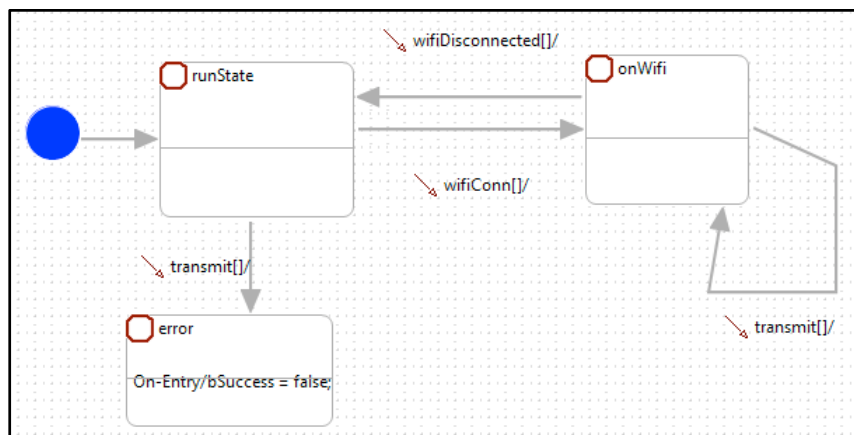 wifiDisconnected[]/
runState
onWifi
wifiConn[]/
transmit[]/
error
transmit[]/
On-Entry/bSuccess = false;